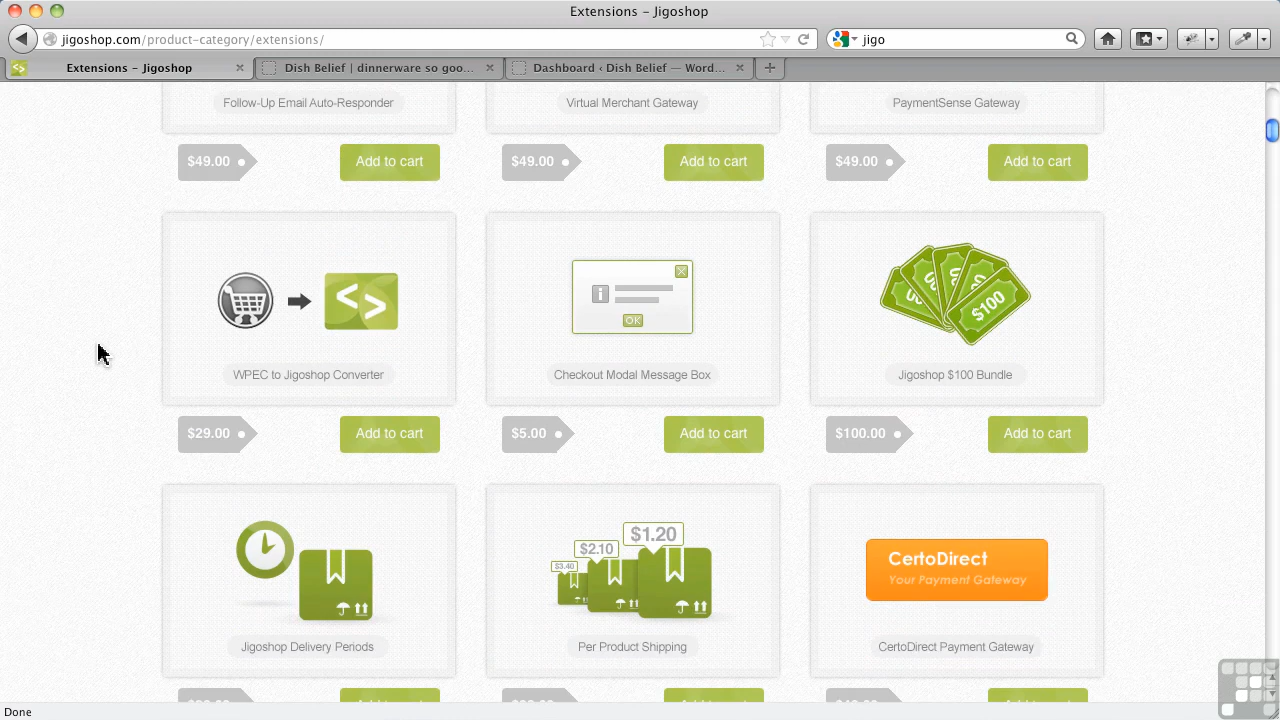 Extensions – Jigoshop
jigoshop.com/product-category/extensions/
jigo
Extensions – Jigoshop
Dish Belief | dinnerware so goo...
Dashboard ‹ Dish Belief — Word...
Follow-Up Email Auto-Responder
Virtual Merchant Gateway
PaymentSense Gateway
$49.00
Add to cart
$49.00
Add to cart
$49.00
Add to cart
$100
WPEC to Jigoshop Converter
OK
Checkout Modal Message Box
Jigoshop $100 Bundle
$29.00
Add to cart
$5.00
Add to cart
$100.00
Add to cart
$3.40
$2.10
$1.20
CertoDirect
Your Payment Gateway
Jigoshop Delivery Periods
Per Product Shipping
CertoDirect Payment Gateway
Done